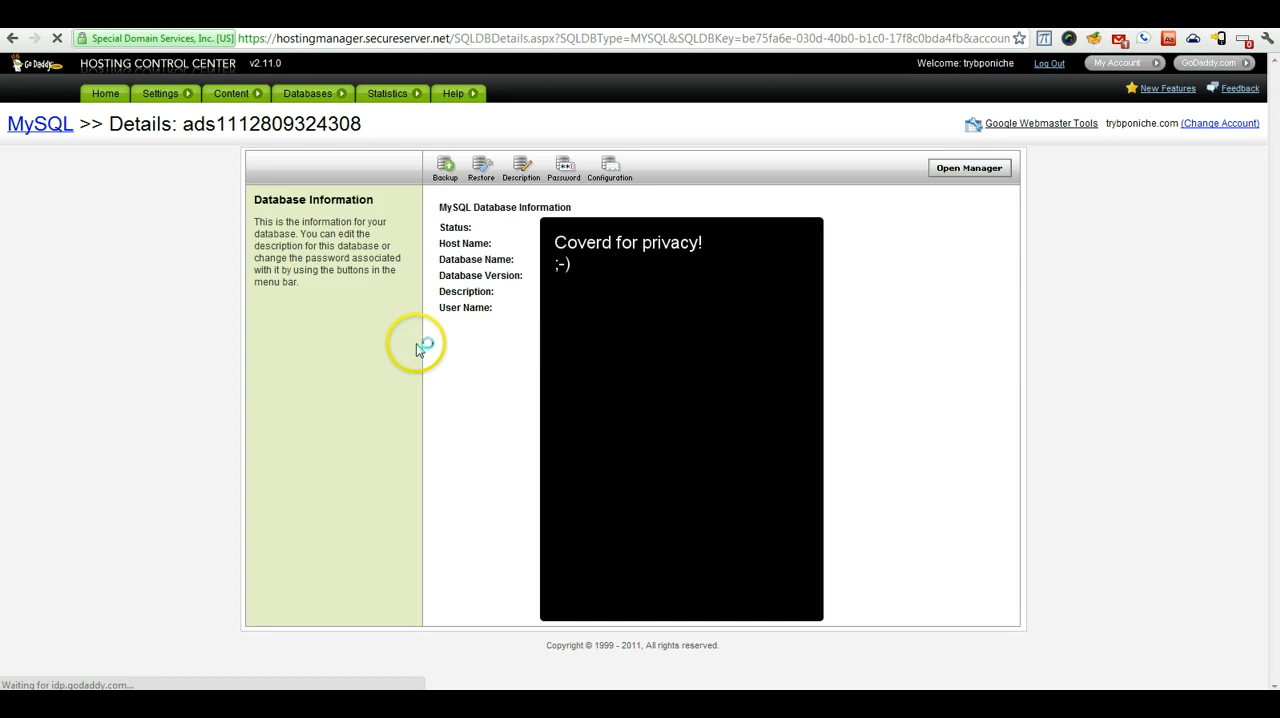 Special Domain Services, Inc. [US] https://hostingmanager.secureserver.net/SQLDBDetails.aspx?SQLDBType=MYSQL&SQLDBKey=be75fa6e-030d-40b0-b1c0-17f8c0bda4fb&accoun
Go Daddy HOSTING CONTROL CENTER v2.11.0 Welcome: trybponiche Log Out My Account GoDaddy.com
Home Settings Content Databases Statistics Help New Features Feedback
MySQL >> Details: ads1112809324308 Google Webmaster Tools trybponiche.com (Change Account)
Backup Restore Description Password Configuration Open Manager
Database Information
This is the information for your
database. You can edit the
description for this database or
change the password associated
with it by using the buttons in the
menu bar.
MySQL Database Information
Status:
Host Name:
Database Name:
Database Version:
Description:
User Name:
Coverd for privacy!
;-)
Copyright © 1999 - 2011, All rights reserved.
Waiting for idp.godaddy.com...